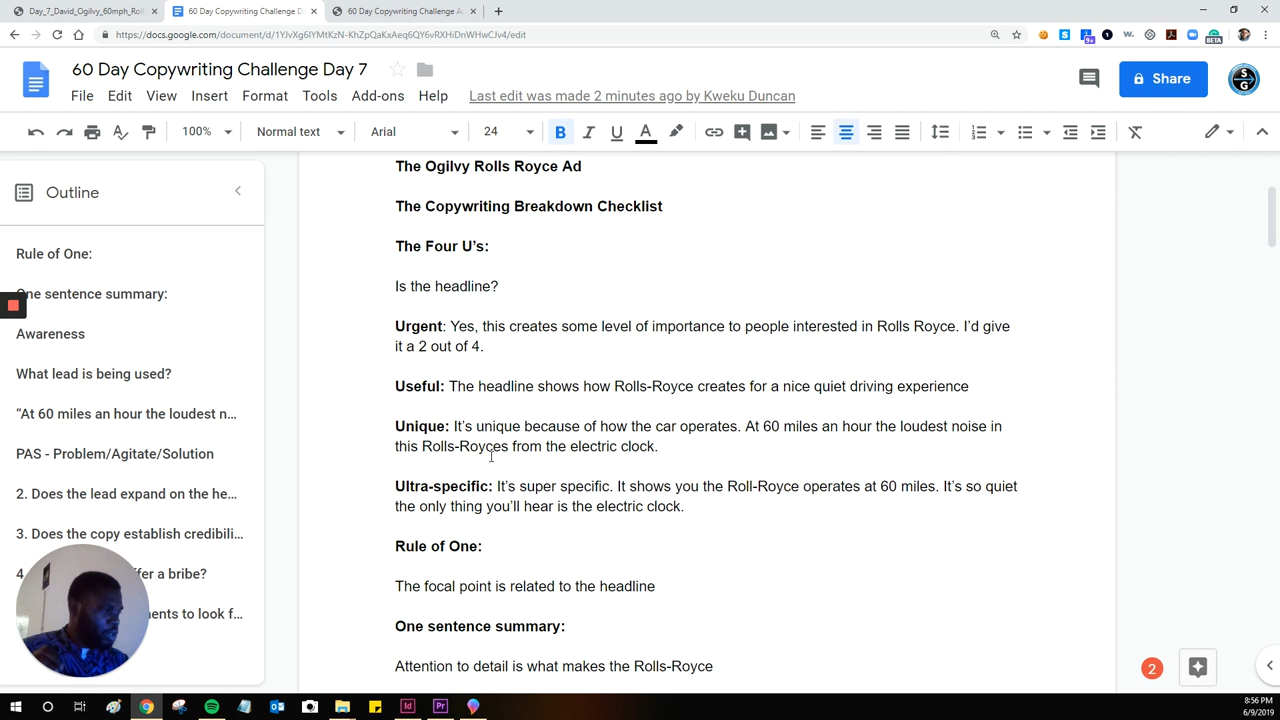 Day_7_David_Ogilvy_60mph_Roll
60 Day Copywriting Challenge D
60 Day Copywriting Challenge A
https://docs.google.com/document/d/1YJvXg6IYMtKzN-KhZpQaKxAeq6QY6vRXHiDnWHwCJv4/edit
60 Day Copywriting Challenge Day 7
File Edit View Insert Format Tools Add-ons Help Last edit was made 2 minutes ago by Kweku Duncan
Share
100% Normal text Arial 24 B I U A
Outline
Rule of One:
One sentence summary:
Awareness
What lead is being used?
“At 60 miles an hour the loudest n...
PAS - Problem/Agitate/Solution
2. Does the lead expand on the he...
3. Does the copy establish credibili...
4. offer a bribe?
ments to look f...
The Ogilvy Rolls Royce Ad
The Copywriting Breakdown Checklist
The Four U’s:
Is the headline?
Urgent: Yes, this creates some level of importance to people interested in Rolls Royce. I’d give
it a 2 out of 4.
Useful: The headline shows how Rolls-Royce creates for a nice quiet driving experience
Unique: It’s unique because of how the car operates. At 60 miles an hour the loudest noise in
this Rolls-Royces from the electric clock.
Ultra-specific: It’s super specific. It shows you the Roll-Royce operates at 60 miles. It’s so quiet
the only thing you’ll hear is the electric clock.
Rule of One:
The focal point is related to the headline
One sentence summary:
Attention to detail is what makes the Rolls-Royce
2
8:56 PM
6/9/2019